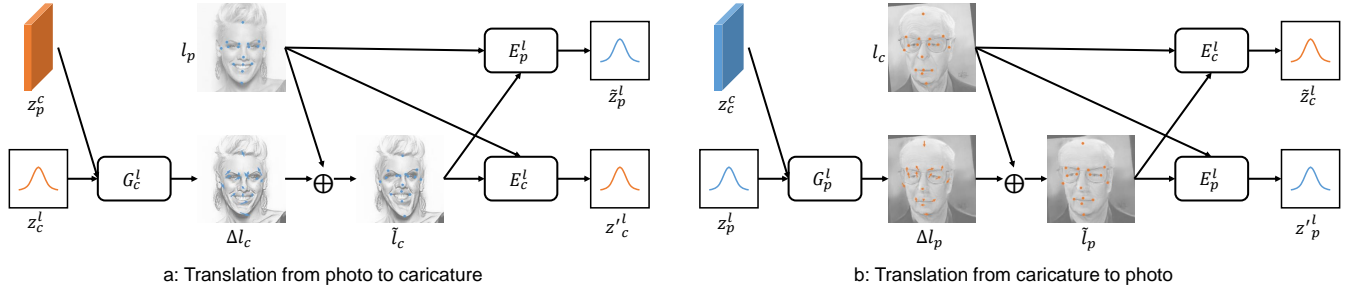 l_p
z_p^c
E_p^l
z̃_p^l
z_c^l
G_c^l
Δl_c
⊕
l̃_c
E_c^l
z'_c^l
a: Translation from photo to caricature
l_c
z_c^c
E_c^l
z̃_c^l
z_p^l
G_p^l
Δl_p
⊕
l̃_p
E_p^l
z'_p^l
b: Translation from caricature to photo